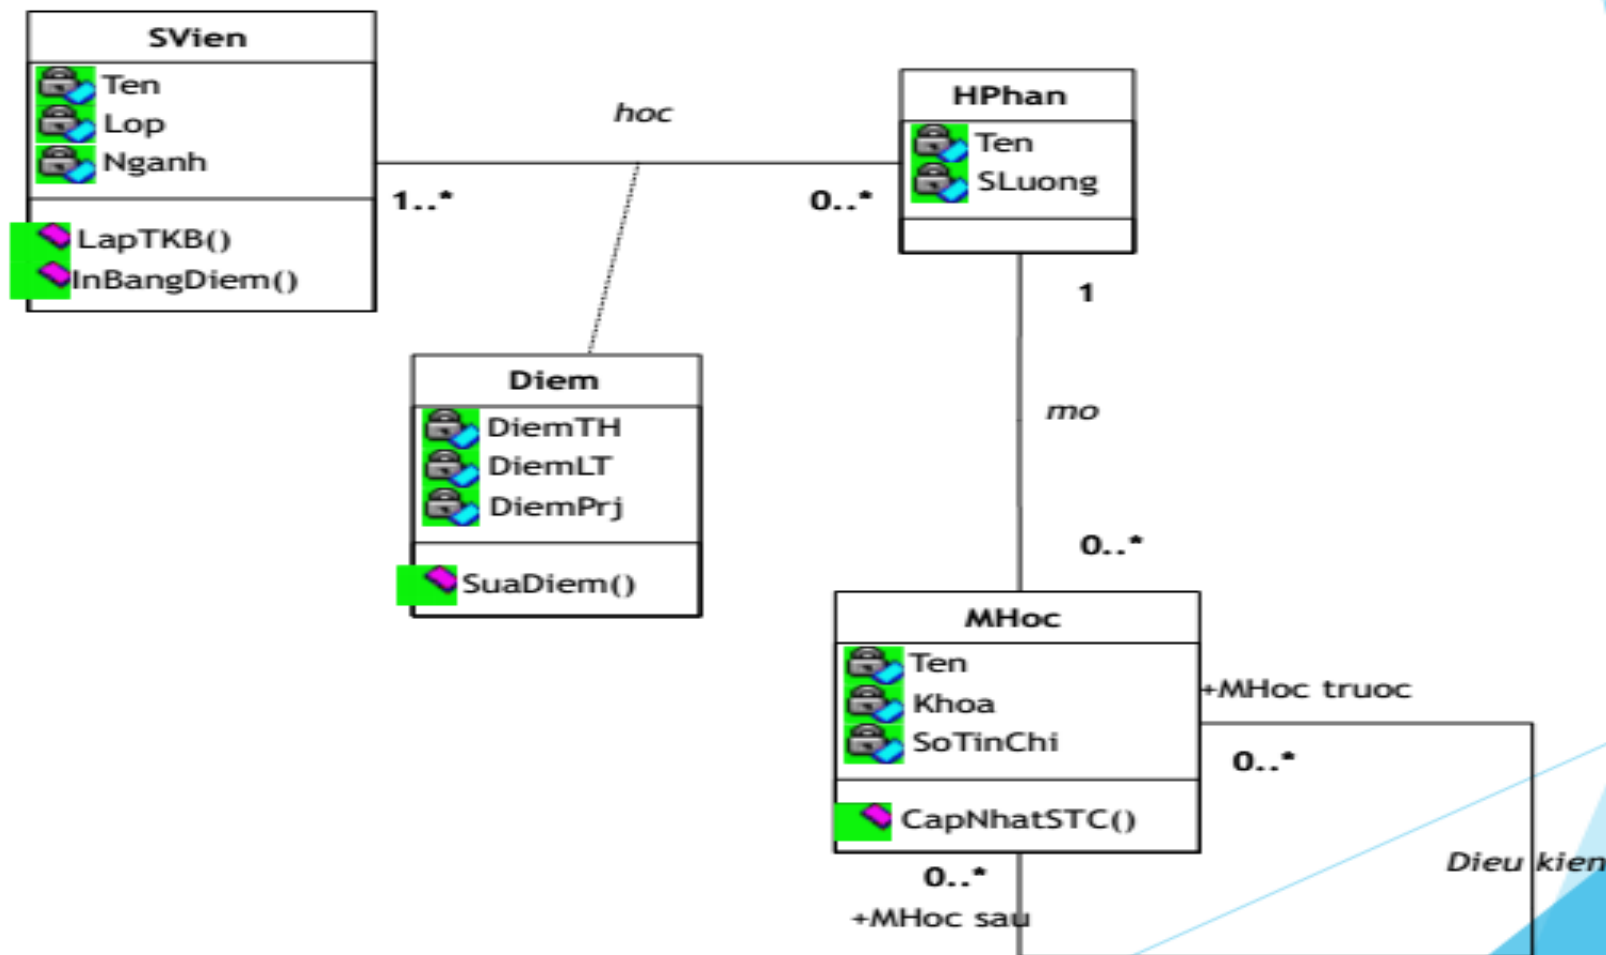 SVien
Ten
Lop
Nganh
LapTKB()
InBangDiem()
hoc
1..*
0..*
HPhan
Ten
SLuong
1
mo
0..*
Diem
DiemTH
DiemLT
DiemPrj
SuaDiem()
MHoc
Ten
Khoa
SoTinChi
CapNhatSTC()
+MHoc truoc
0..*
Dieu kien
0..*
+MHoc sau